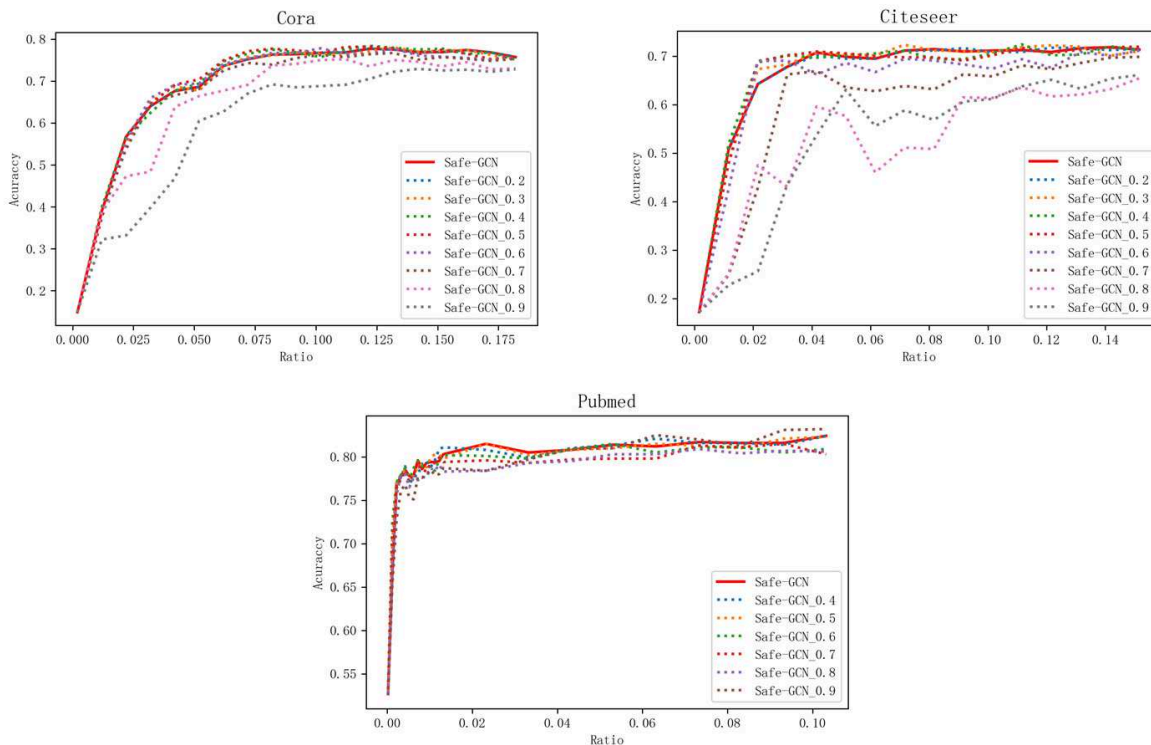 Cora
0.8
0.7
0.6
0.5
0.4
0.3
0.2
Acuraccy
0.000 0.025 0.050 0.075 0.100 0.125 0.150 0.175
Ratio
Safe-GCN
Safe-GCN_0.2
Safe-GCN_0.3
Safe-GCN_0.4
Safe-GCN_0.5
Safe-GCN_0.6
Safe-GCN_0.7
Safe-GCN_0.8
Safe-GCN_0.9
Citeseer
0.7
0.6
0.5
0.4
0.3
0.2
Acuraccy
0.00 0.02 0.04 0.06 0.08 0.10 0.12 0.14
Ratio
Safe-GCN
Safe-GCN_0.2
Safe-GCN_0.3
Safe-GCN_0.4
Safe-GCN_0.5
Safe-GCN_0.6
Safe-GCN_0.7
Safe-GCN_0.8
Safe-GCN_0.9
Pubmed
0.80
0.75
0.70
0.65
0.60
0.55
Acuraccy
0.00 0.02 0.04 0.06 0.08 0.10
Ratio
Safe-GCN
Safe-GCN_0.4
Safe-GCN_0.5
Safe-GCN_0.6
Safe-GCN_0.7
Safe-GCN_0.8
Safe-GCN_0.9